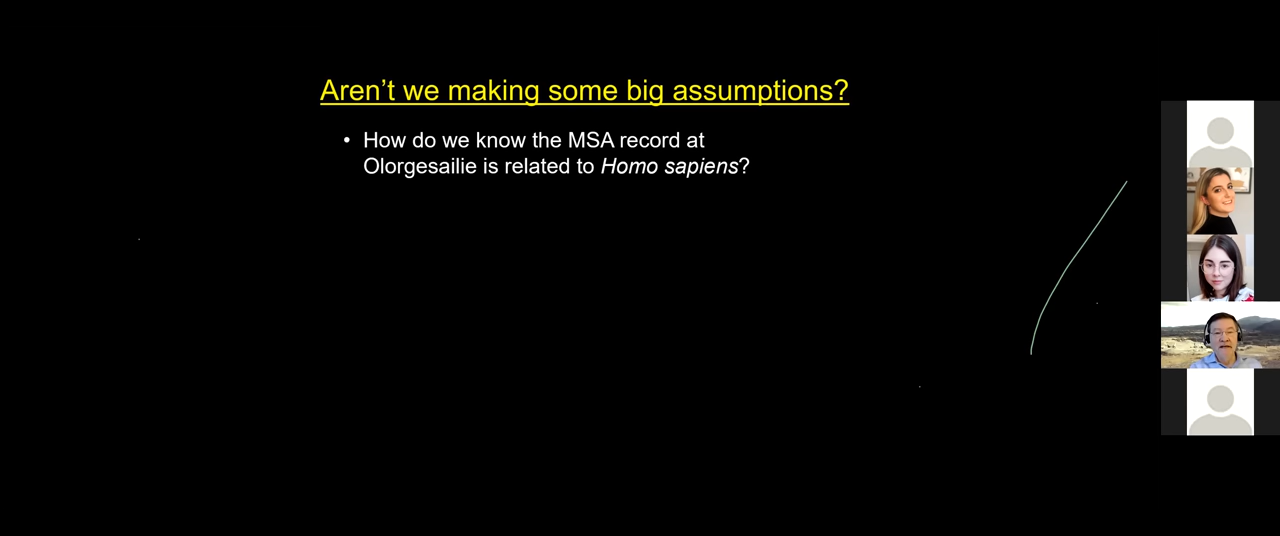 Aren’t we making some big assumptions?
• How do we know the MSA record at
Olorgesailie is related to Homo sapiens?